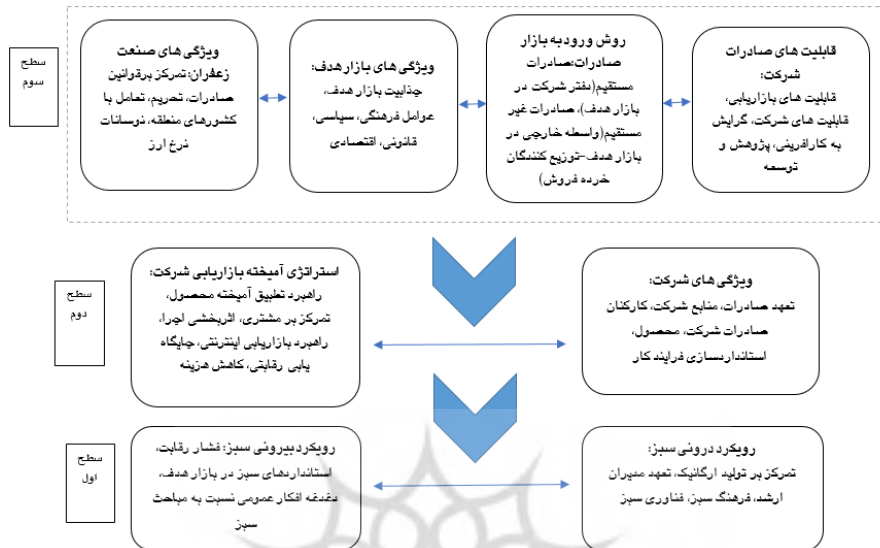 سطح
سوم
قابلیت های صادرات
شرکت:
قابلیت های بازاریابی،
قابلیت های شرکت، گرایش
به کارافرینی، پژوهش و
توسعه
روش ورود به بازار
صادرات:صادرات
مستقیم(دفتر شرکت در
بازار هدف)، صادرات غیر
مستقیم(واسطه خارجی در
بازار هدف-توزیع کنندگان
خرده فروش)
ویژگی های بازار هدف:
جذابیت بازار هدف،
عوامل فرهنگی، سیاسی،
قانونی، اقتصادی
ویژگی های صنعت
زعفران: تمرکز برقوانین
صادرات، تحریم، تعامل با
کشورهای منطقه، نوسانات
نرخ ارز
سطح
دوم
ویژگی های شرکت:
تعهد صادرات، منابع شرکت، کارکنان
صادرات شرکت، محصول،
استانداردسازی فرایند کار
استراتژی آمیخته بازاریابی شرکت:
راهبرد تطبیق آمیخته محصول،
تمرکز بر مشتری، اثربخشی اجرا،
راهبرد بازاریابی اینترنتی، جایگاه
یابی رقابتی، کاهش هزینه
سطح
اول
رویکرد درونی سبز:
تمرکز بر تولید ارگانیک، تعهد مدیران
ارشد، فرهنگ سبز، فناوری سبز
رویکرد بیرونی سبز: فشار رقابت،
استانداردهای سبز در بازار هدف،
دغدغه افکار عمومی نسبت به مباحث
سبز